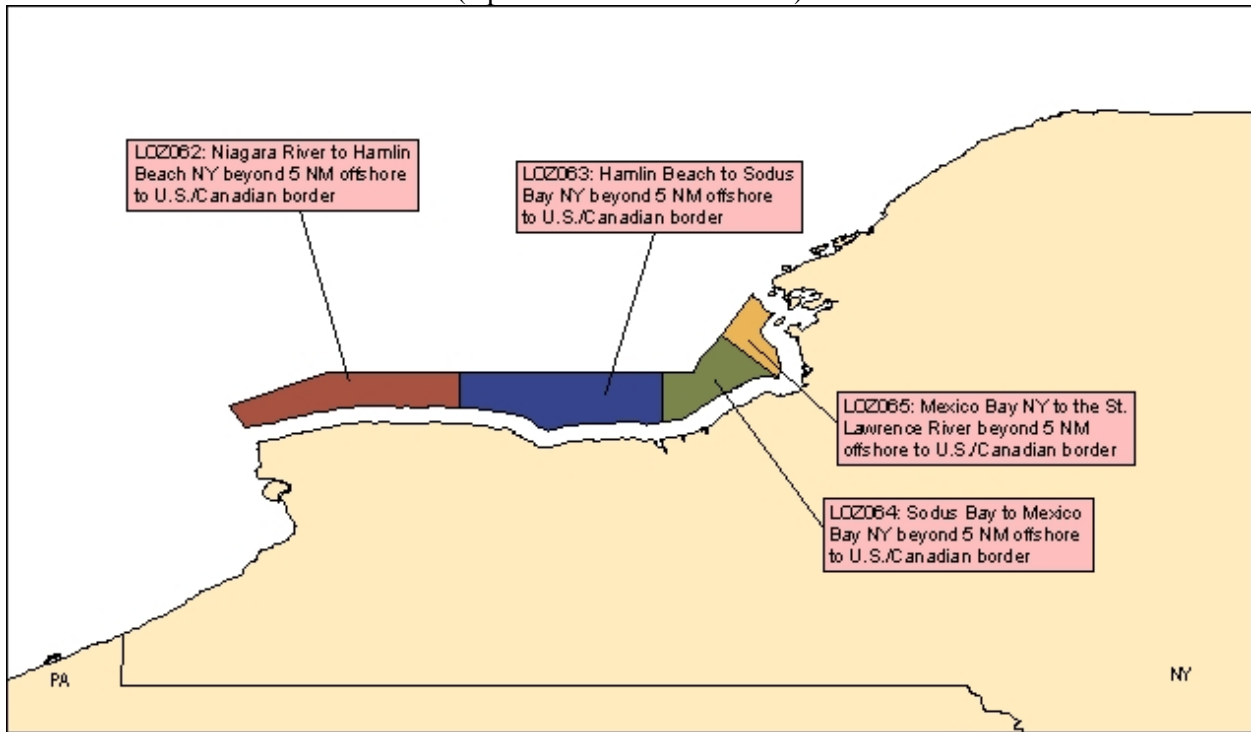 LOZ062: Niagara River to Hamlin
Beach NY beyond 5 NM offshore
to U.S./Canadian border
LOZ063: Hamlin Beach to Sodus
Bay NY beyond 5 NM offshore
to U.S./Canadian border
LOZ065: Mexico Bay NY to the St.
Lawrence River beyond 5 NM
offshore to U.S./Canadian border
LOZ064: Sodus Bay to Mexico
Bay NY beyond 5 NM offshore
to U.S./Canadian border
PA
NY